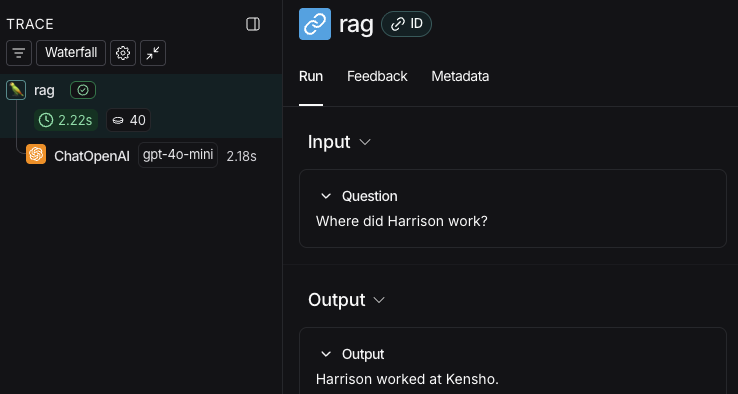 TRACE
Waterfall
rag
2.22s 40
ChatOpenAI gpt-4o-mini 2.18s
rag ID
Run Feedback Metadata
Input
Question
Where did Harrison work?
Output
Output
Harrison worked at Kensho.